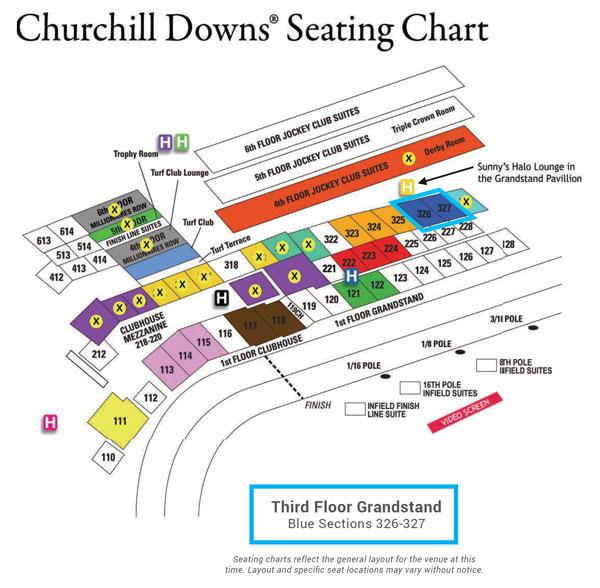 Churchill Downs® Seating Chart
6th FLOOR JOCKEY CLUB SUITES
5th FLOOR JOCKEY CLUB SUITES
Triple Crown Room
4th FLOOR JOCKEY CLUB SUITES
Derby Room
X
H
H
Trophy Room
Turf Club Lounge
Turf Club
Turf Terrace
H
Sunny's Halo Lounge in
the Grandstand Pavillion
X
X
X
MILLIONAIRES ROW
FINISH LINE SUITES
MILLIONAIRES ROW
614
613
514
513
414
413
412
318
X
X
X
322
323
324
325
326
327
X
X
X
X
X
X
X
X
X
X
221
222
223
224
225
226
227
228
H
H
CLUBHOUSE
MEZZANINE
218-220
212
113
114
115
116
117
118
119CH
119
120
121
122
123
124
125
126
127
128
1st FLOOR GRANDSTAND
1st FLOOR CLUBHOUSE
112
111
110
H
FINISH
1/16 POLE
1/8 POLE
3/1t POLE
8TH POLE
INFIELD SUITES
16TH POLE
INFIELD SUITES
INFIELD FINISH
LINE SUITE
VIDEO SCREEN
Third Floor Grandstand
Blue Sections 326-327
Seating charts reflect the general layout for the venue at this
time. Layout and specific seat locations may vary without notice.